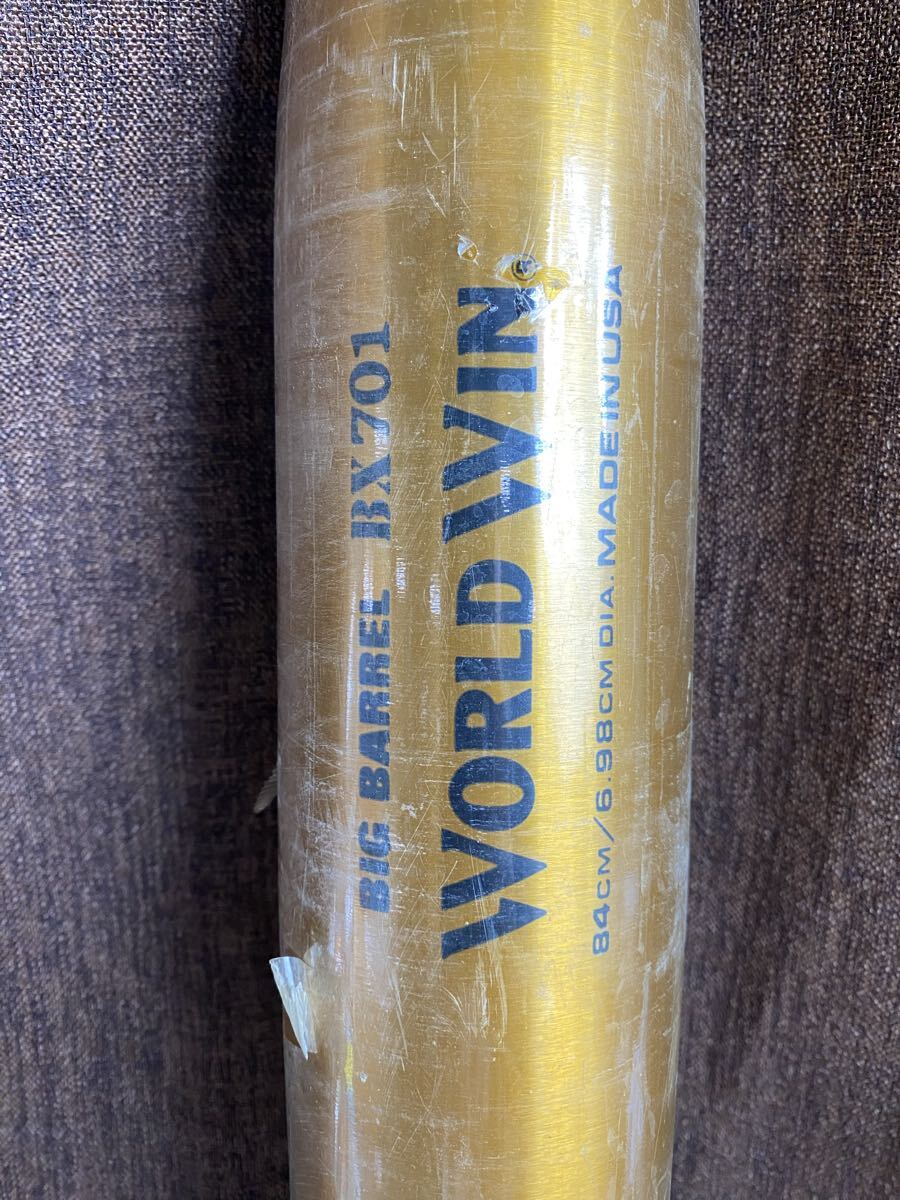 BIG BARREL BX701
WORLD WIN
84CM/6.98CM DIA. MADE IN USA